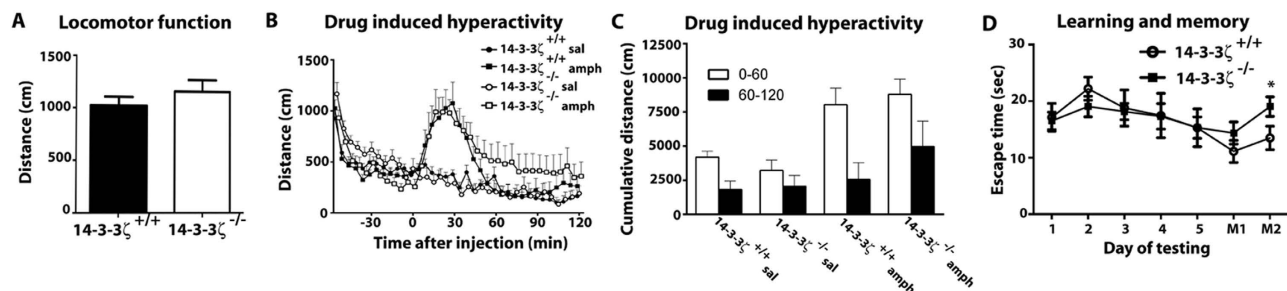 A
Locomotor function
Distance (cm)
1500
1000
500
0
14-3-3ζ+/+
14-3-3ζ-/-
B
Drug induced hyperactivity
14-3-3ζ+/+ sal
14-3-3ζ+/+ amph
14-3-3ζ-/- sal
14-3-3ζ-/- amph
Distance (cm)
1500
1000
500
0
-30 0 30 60 90 120
Time after injection (min)
C
Drug induced hyperactivity
Cumulative distance (cm)
12500
10000
7500
5000
2500
0
0-60
60-120
14-3-3ζ+/+ sal
14-3-3ζ-/- sal
14-3-3ζ+/+ amph
14-3-3ζ-/- amph
D
Learning and memory
14-3-3ζ+/+
14-3-3ζ-/-
Escape time (sec)
30
20
10
0
*
1 2 3 4 5 M1 M2
Day of testing